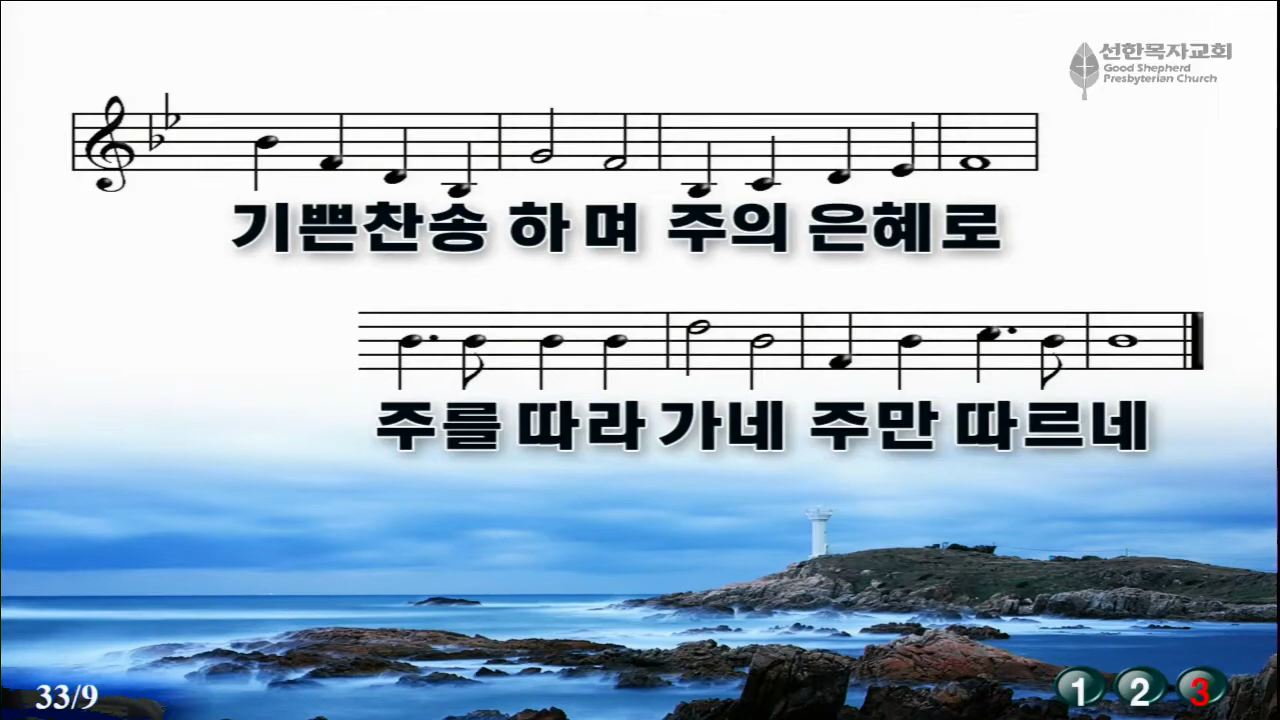 선한목자교회
Good Shepherd
Presbyterian Church
기쁜찬송 하며 주의 은혜로
주를 따라 가네 주만 따르네
33/9
1 2 3